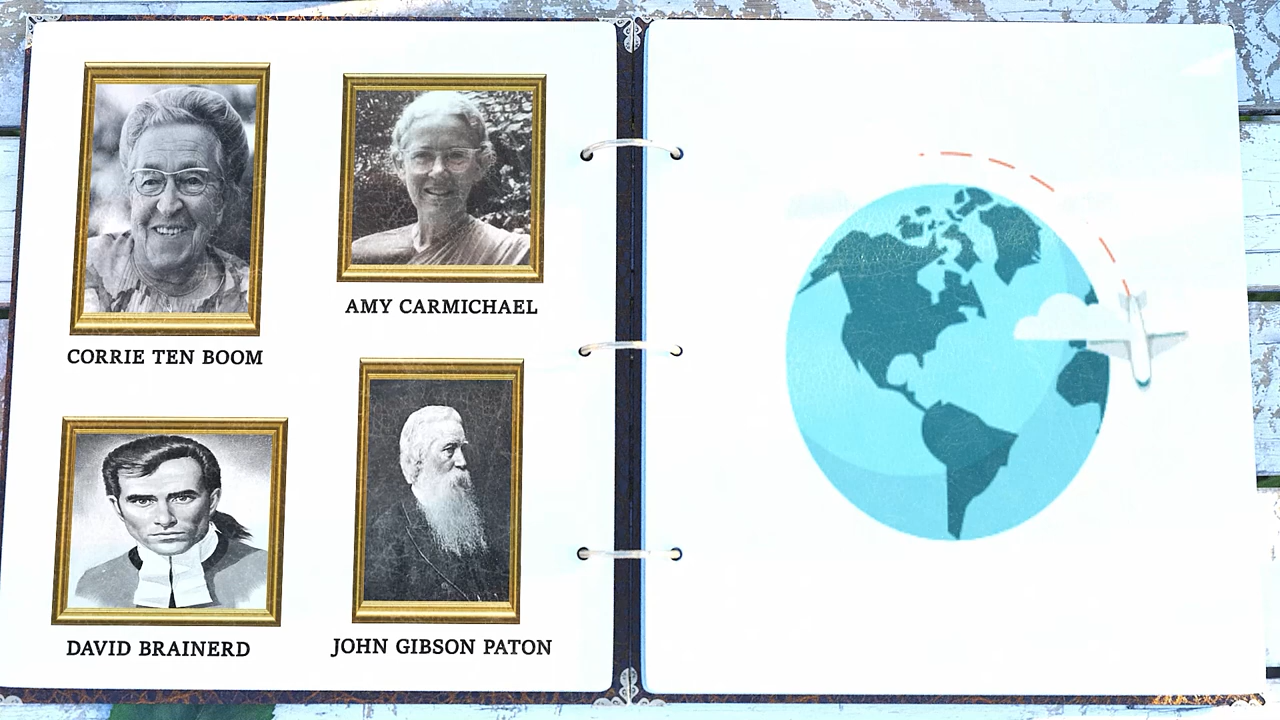 CORRIE TEN BOOM
AMY CARMICHAEL
DAVID BRAINERD
JOHN GIBSON PATON